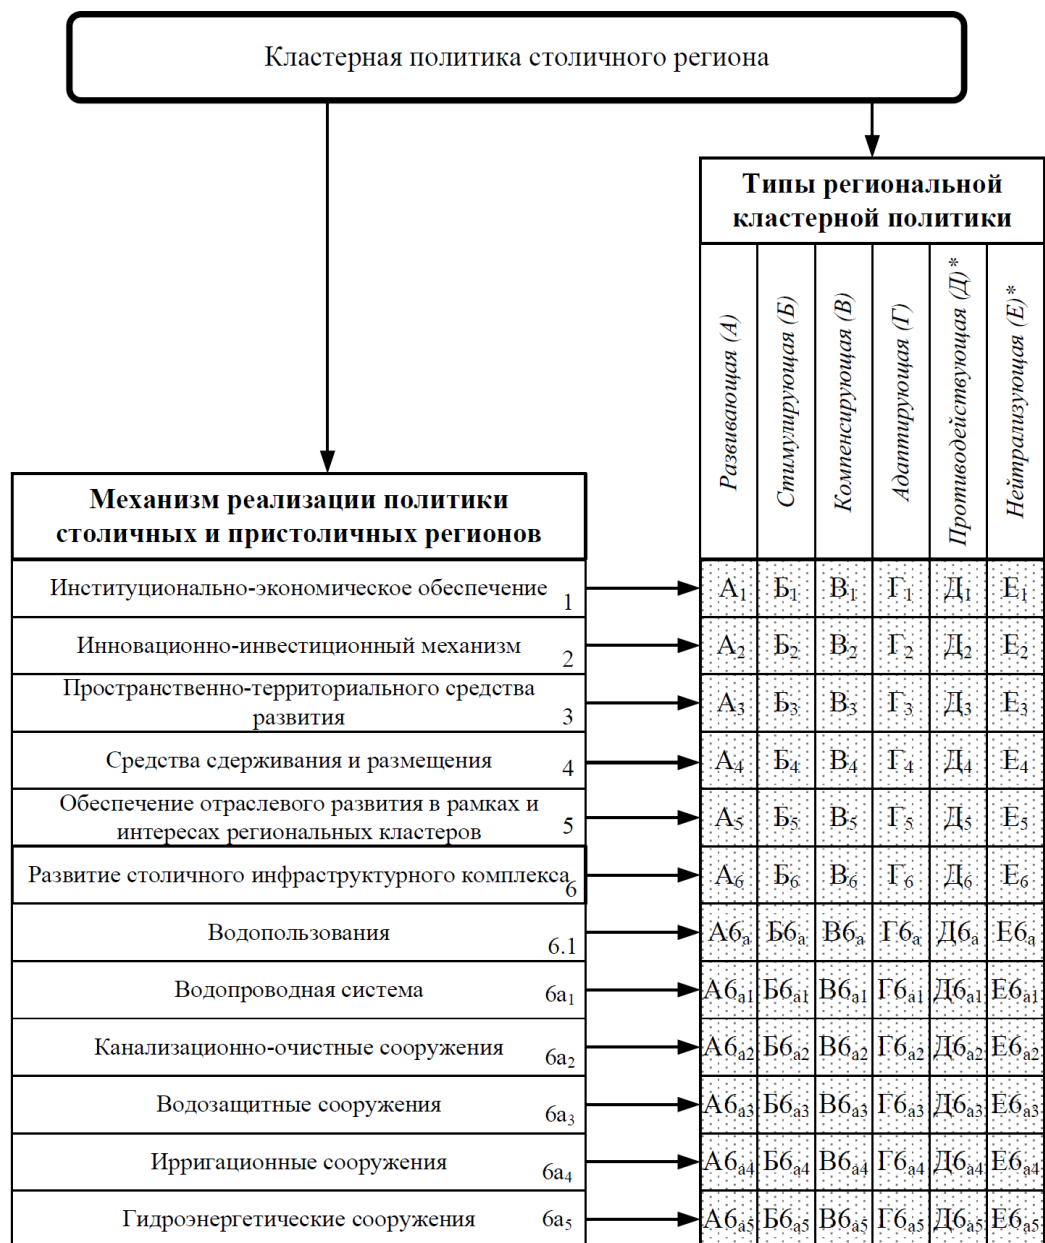 Кластерная политика столичного региона
Типы региональной
кластерной политики
Развивающая (А)
Стимулирующая (Б)
Компенсирующая (В)
Адаптирующая (Г)
Противодействующая (Д)*
Нейтрализующая (Е)*
Механизм реализации политики
столичных и пристоличных регионов
Институционально-экономическое обеспечение 1 А1 Б1 В1 Г1 Д1 Е1
Инновационно-инвестиционный механизм 2 А2 Б2 В2 Г2 Д2 Е2
Пространственно-территориального средства
развития 3 А3 Б3 В3 Г3 Д3 Е3
Средства сдерживания и размещения 4 А4 Б4 В4 Г4 Д4 Е4
Обеспечение отраслевого развития в рамках и
интересах региональных кластеров 5 А5 Б5 В5 Г5 Д5 Е5
Развитие столичного инфраструктурного комплекса 6 А6 Б6 В6 Г6 Д6 Е6
Водопользования 6.1 А6а Б6а В6а Г6а Д6а Е6а
Водопроводная система 6а1 А6а1 Б6а1 В6а1 Г6а1 Д6а1 Е6а1
Канализационно-очистные сооружения 6а2 А6а2 Б6а2 В6а2 Г6а2 Д6а2 Е6а2
Водозащитные сооружения 6а3 А6а3 Б6а3 В6а3 Г6а3 Д6а3 Е6а3
Ирригационные сооружения 6а4 А6а4 Б6а4 В6а4 Г6а4 Д6а4 Е6а4
Гидроэнергетические сооружения 6а5 А6а5 Б6а5 В6а5 Г6а5 Д6а5 Е6а5